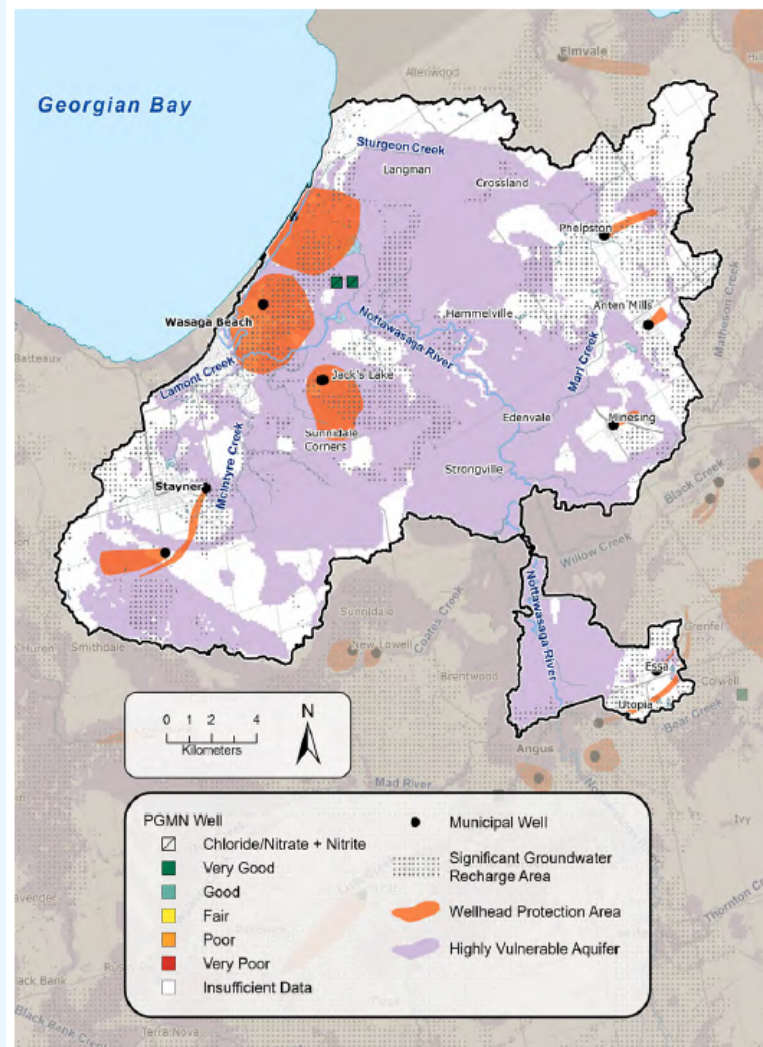 Elmvale
Allenwood
Georgian Bay
Sturgeon Creek
Langman
Crossland
Phelpston
Anten Mills
Matheson Creek
Hammelville
Wasaga Beach
Nottawasaga River
Batteaux
Lamont Creek
Marl Creek
Jack's Lake
Edenvale
Minesing
Sunnidale
Corners
McIntyre Creek
Strongville
Stayner
Black Creek
Willow Creek
Nottawasaga River
Sunnidale
Coates Creek
New Lowell
Grenfel
Smithdale
Brentwood
Essa
Colwell
Utopia
Bear Creek
Angus
0 2 4
Kilometers
N
Mad River
Ivy
PGMN Well
Chloride/Nitrate + Nitrite
Very Good
Good
Fair
Poor
Very Poor
Insufficient Data
Municipal Well
Significant Groundwater
Recharge Area
Wellhead Protection Area
Highly Vulnerable Aquifer
Thornton Creek
Terra Nova